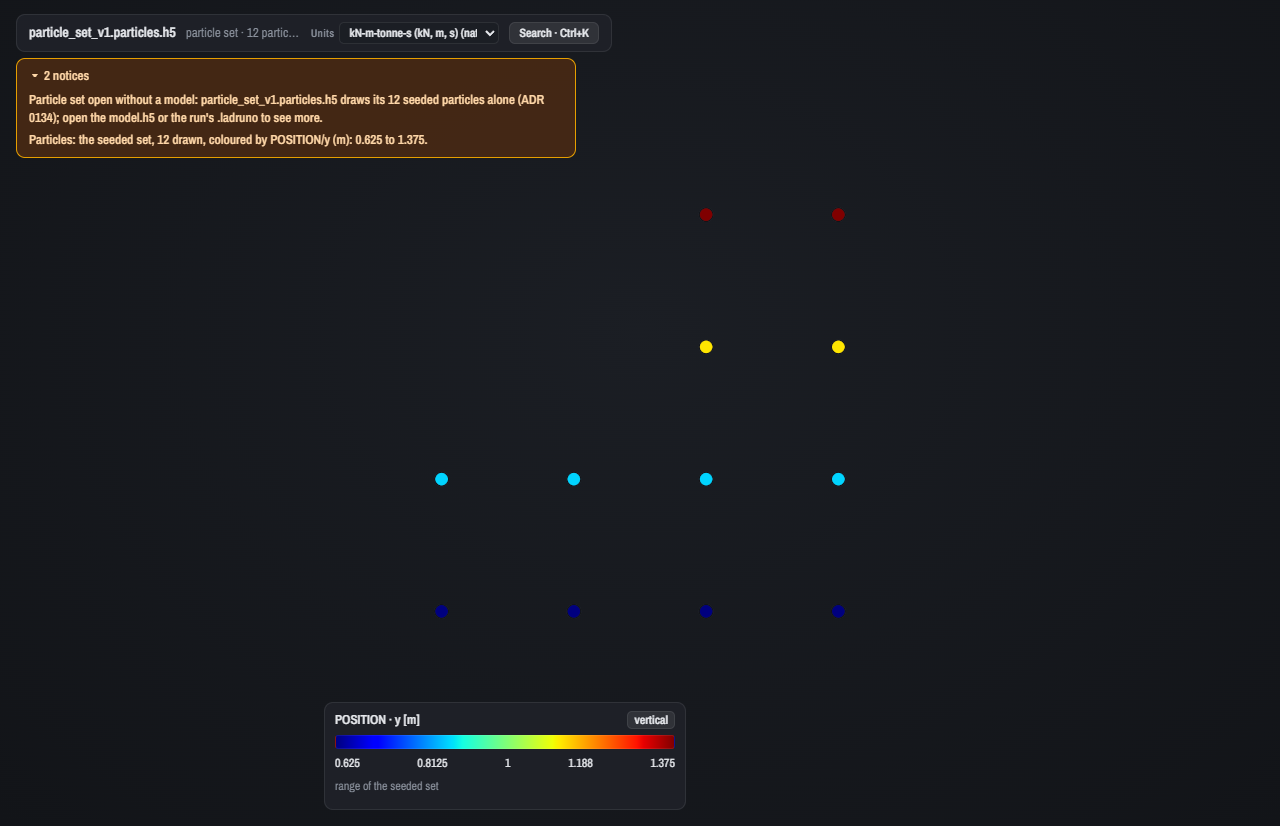 particle_set_v1.particles.h5 particle set · 12 partic... Units kN-m-tonne-s (kN, m, s) (nat Search · Ctrl+K
2 notices
Particle set open without a model: particle_set_v1.particles.h5 draws its 12 seeded particles alone (ADR
0134); open the model.h5 or the run's .ladruno to see more.
Particles: the seeded set, 12 drawn, coloured by POSITION/y (m): 0.625 to 1.375.
POSITION · y [m] vertical
0.625 0.8125 1 1.188 1.375
range of the seeded set